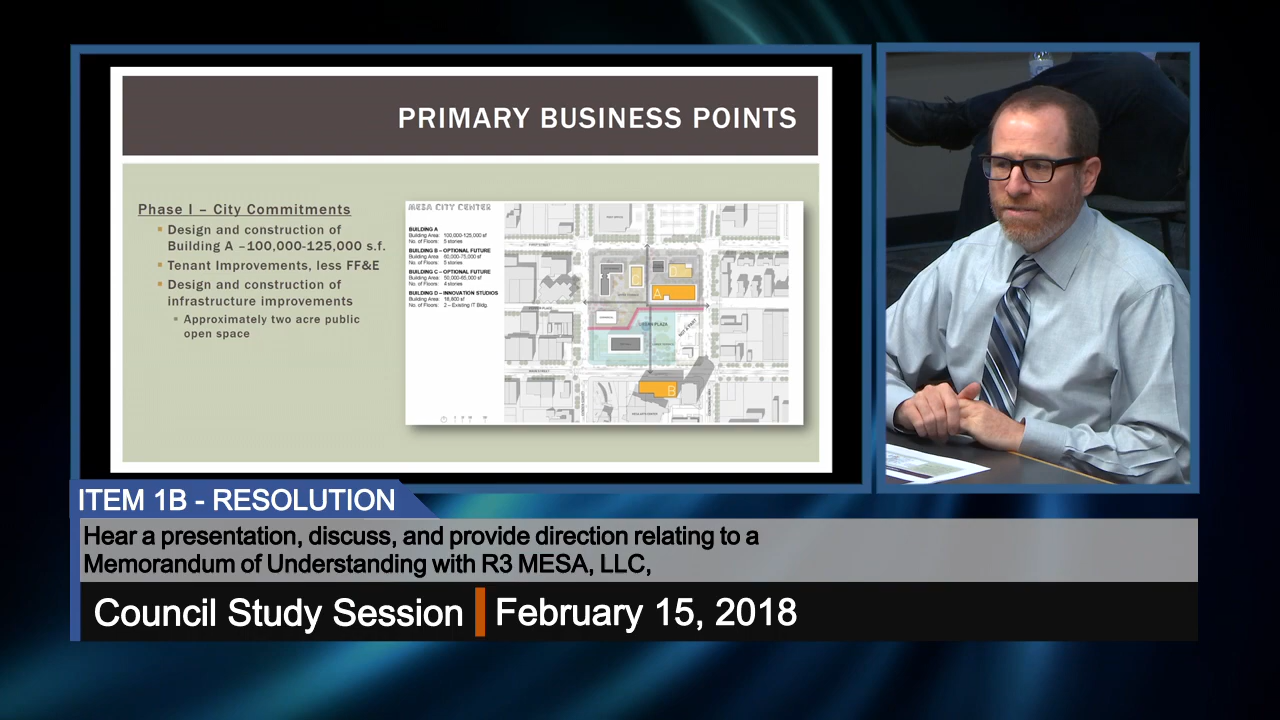 PRIMARY BUSINESS POINTS
Phase I – City Commitments
Design and construction of
Building A ~100,000-125,000 s.f.
Tenant Improvements, less FF&E
Design and construction of
infrastructure improvements
Approximately two acre public
open space
MESA CITY CENTER
BUILDING A
Building Area: 100,000-125,000 sf
No. of Floors: 5 stories
BUILDING B – OPTIONAL FUTURE
Building Area: 60,000-75,000 sf
No. of Floors: 5 stories
BUILDING C – OPTIONAL FUTURE
Building Area: 50,000-65,000 sf
No. of Floors: 4 stories
BUILDING D – INNOVATION STUDIOS
Building Area: 18,800 sf
No. of Floors: 2 – Existing IT Bldg.
A
NOT A PART
B
ITEM 1B - RESOLUTION
Hear a presentation, discuss, and provide direction relating to a
Memorandum of Understanding with R3 MESA, LLC,
Council Study Session
February 15, 2018